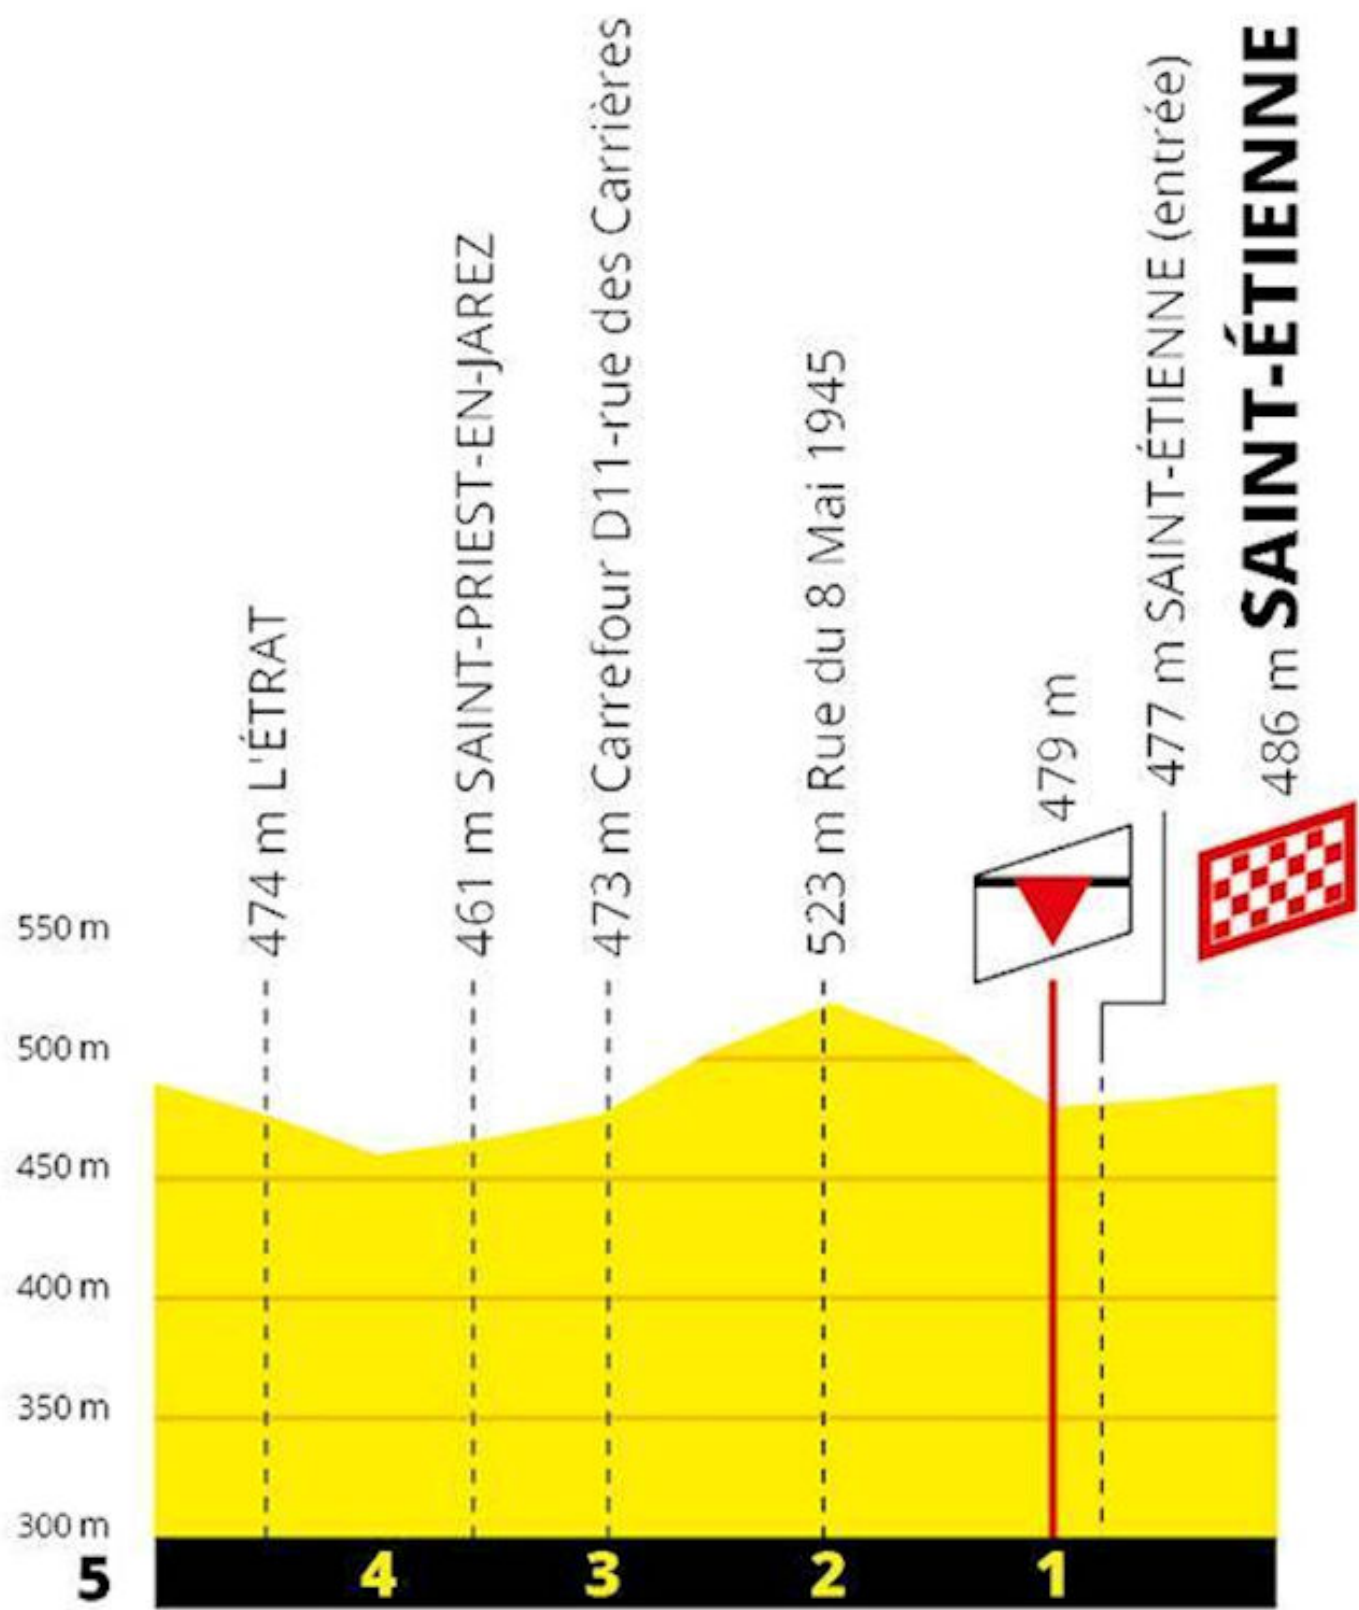 474 m L'ÉTRAT
461 m SAINT-PRIEST-EN-JAREZ
473 m Carrefour D11-rue des Carrières
523 m Rue du 8 Mai 1945
479 m
477 m SAINT-ÉTIENNE (entrée)
486 m SAINT-ÉTIENNE
550 m
500 m
450 m
400 m
350 m
300 m
5 4 3 2 1